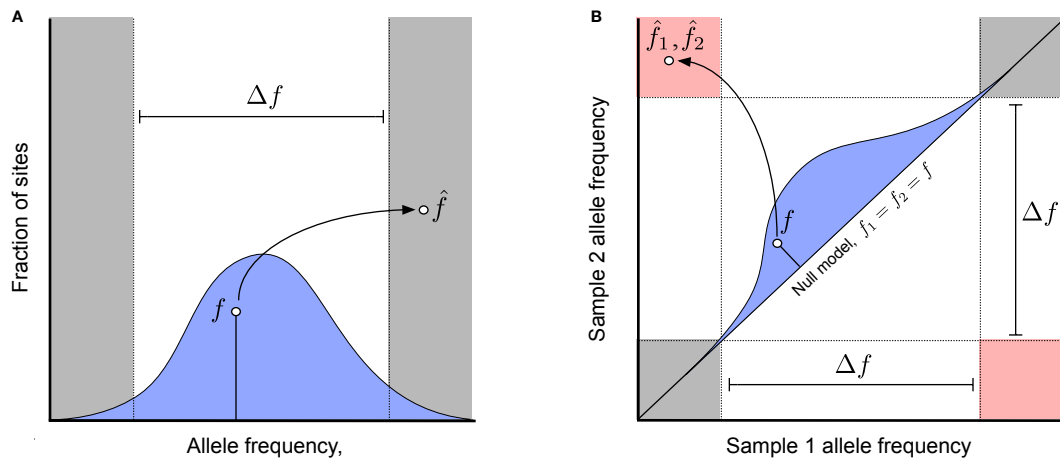 A
Δf
Fraction of sites
f̂
f
Allele frequency,
B
f̂₁, f̂₂
Sample 2 allele frequency
f
Δf
Null model, f₁ = f₂ = f
Δf
Sample 1 allele frequency